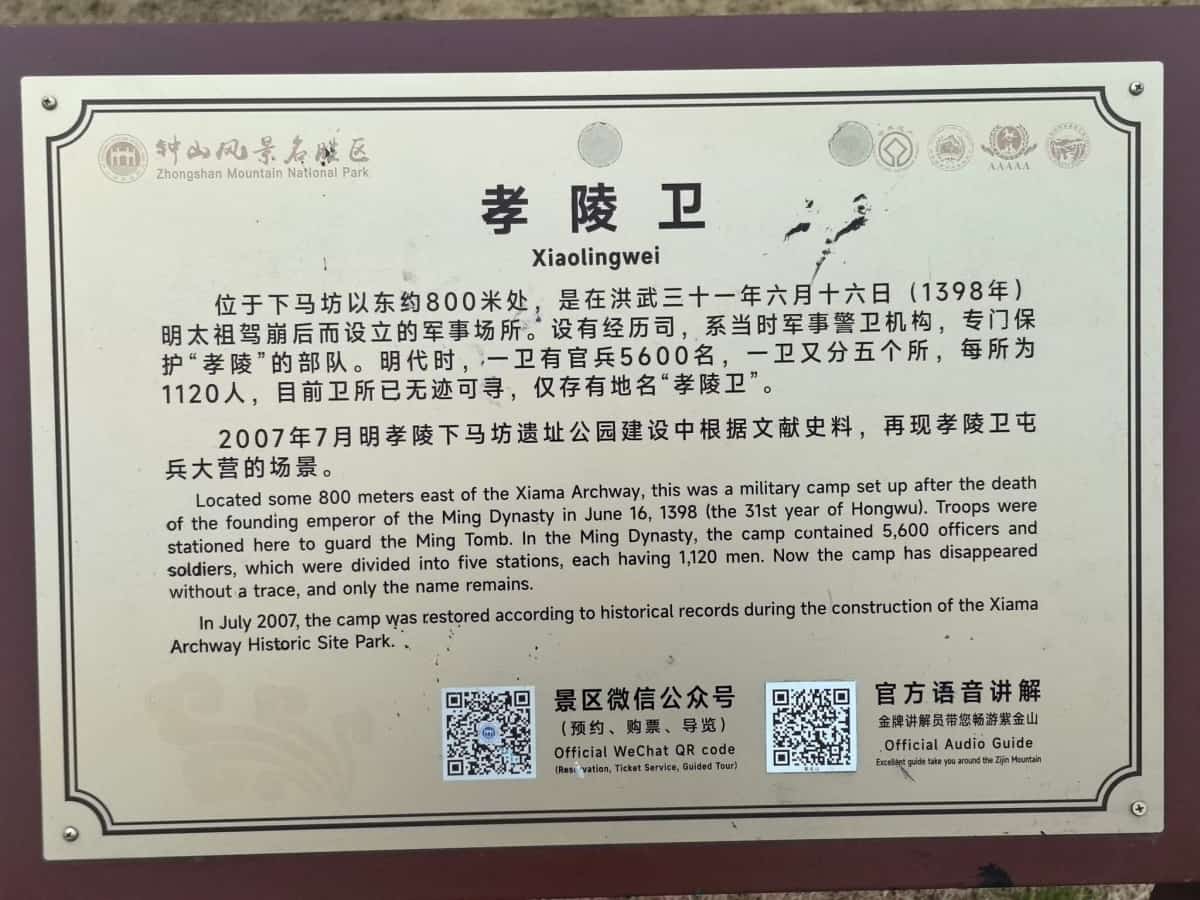 钟山风景名胜区
Zhongshan Mountain National Park
AAAAA
孝陵卫
Xiaolingwei
位于下马坊以东约800米处，是在洪武三十一年六月十六日（1398年）
明太祖驾崩后而设立的军事场所。设有经历司，系当时军事警卫机构，专门保
护“孝陵”的部队。明代时，一卫有官兵5600名，一卫又分五个所，每所为
1120人，目前卫所已无迹可寻，仅存有地名“孝陵卫”。
2007年7月明孝陵下马坊遗址公园建设中根据文献史料，再现孝陵卫屯
兵大营的场景。
Located some 800 meters east of the Xiama Archway, this was a military camp set up after the death
of the founding emperor of the Ming Dynasty in June 16, 1398 (the 31st year of Hongwu). Troops were
stationed here to guard the Ming Tomb. In the Ming Dynasty, the camp contained 5,600 officers and
soldiers, which were divided into five stations, each having 1,120 men. Now the camp has disappeared
without a trace, and only the name remains.
In July 2007, the camp was restored according to historical records during the construction of the Xiama
Archway Historic Site Park.
景区微信公众号
（预约、购票、导览）
Official WeChat QR code
(Reservation, Ticket Service, Guided Tour)
官方语音讲解
金牌讲解员带您畅游紫金山
Official Audio Guide
Excellent guide take you around the Zijin Mountain